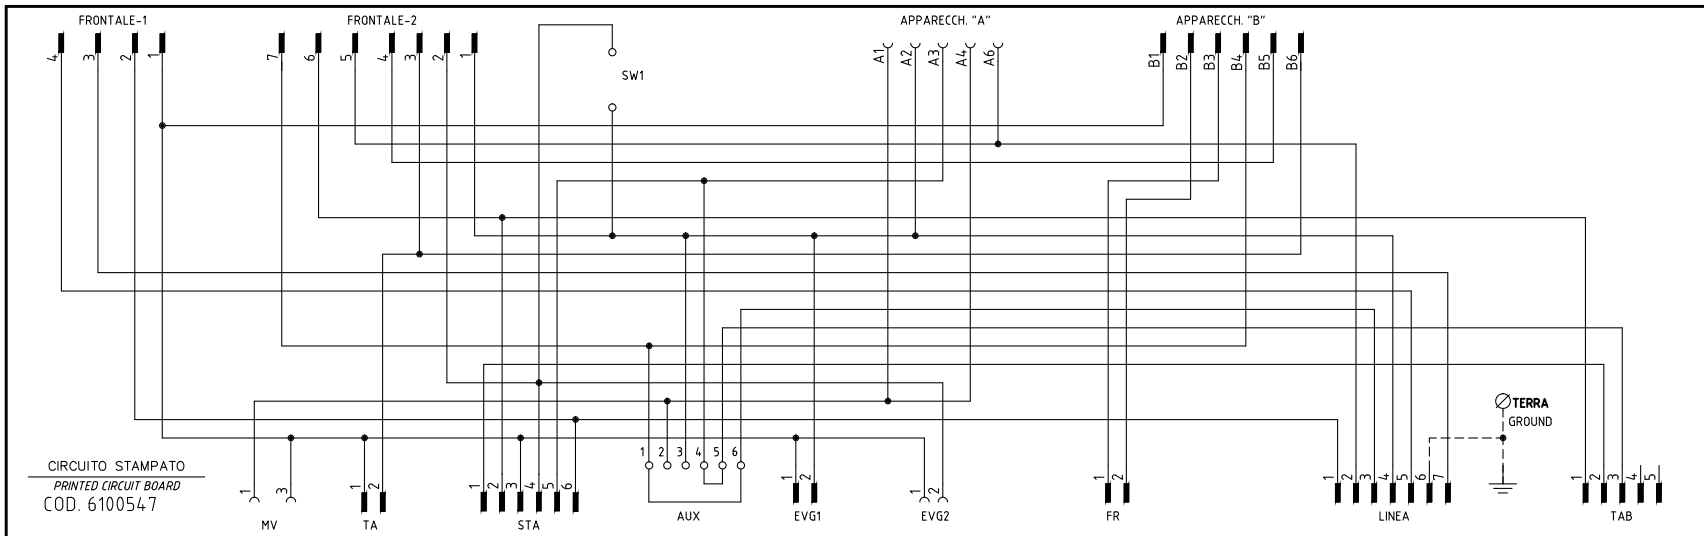 FRONTALE-1 FRONTALE-2 APPARECCH. "A" APPARECCH. "B"
4 3 2 1 7 6 5 4 3 2 1 A1 A2 A3 A4 A6 B1 B2 B3 B4 B5 B6
SW1
TERRA
GROUND
1 2 3 4 5 6
CIRCUITO STAMPATO
PRINTED CIRCUIT BOARD
COD. 6100547
1 3 1 2 1 2 3 4 5 6 1 2 1 2 1 2 1 2 3 4 5 6 7 1 2 3 4 5
MV TA STA AUX EVG1 EVG2 FR LINEA TAB